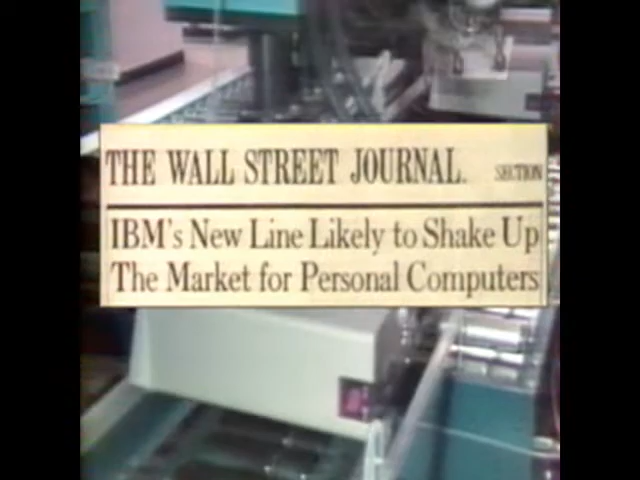 THE WALL STREET JOURNAL. SECTION
IBM's New Line Likely to Shake Up
The Market for Personal Computers